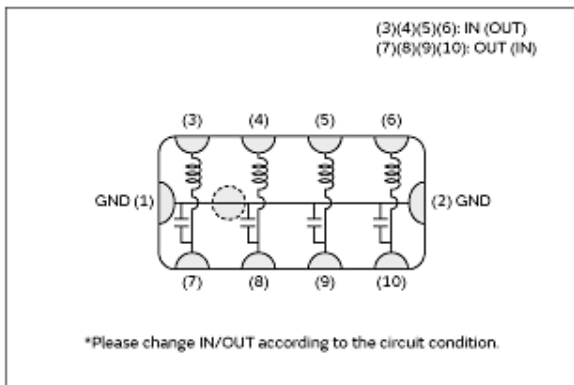 (3)(4)(5)(6): IN (OUT)
(7)(8)(9)(10): OUT (IN)
(3) (4) (5) (6)
GND (1) (2) GND
(7) (8) (9) (10)
*Please change IN/OUT according to the circuit condition.